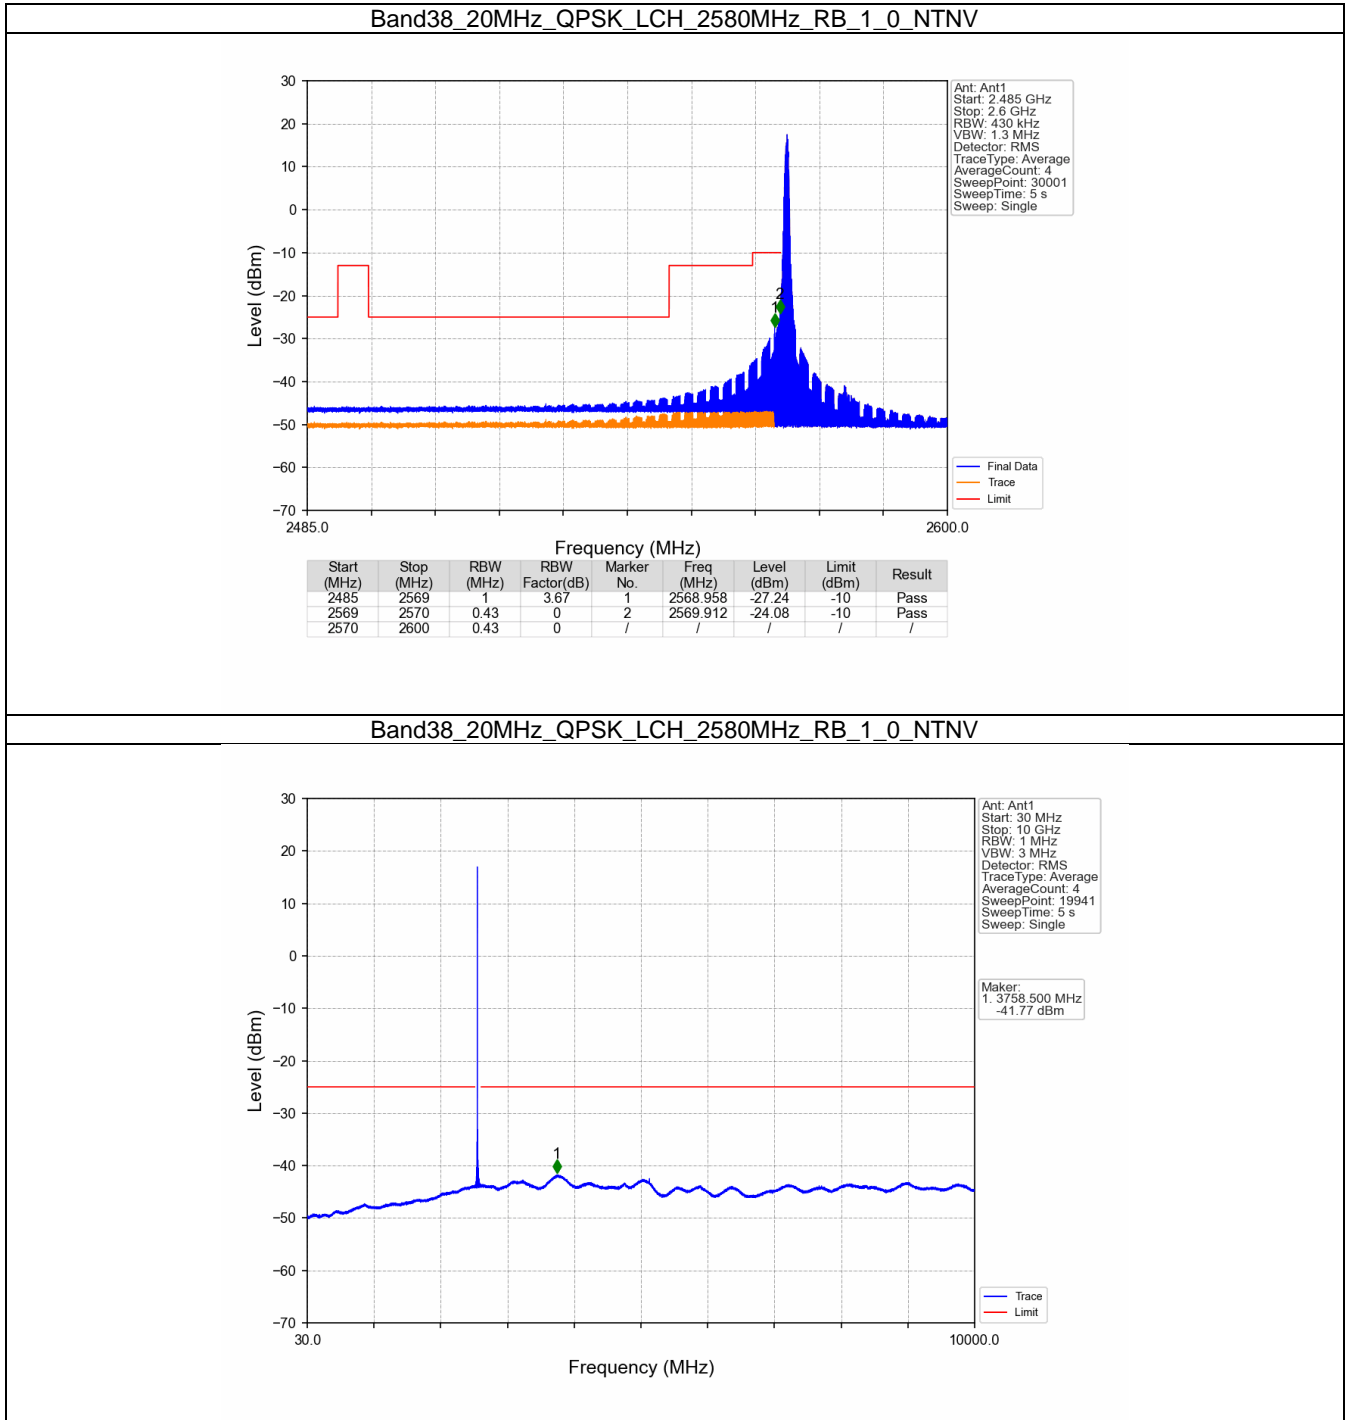 Band38_20MHz_QPSK_LCH_2580MHz_RB_1_0_NTNV
30
20
10
0
−10
−20
−30
−40
−50
−60
−70
Level (dBm)
2485.0
2600.0
Frequency (MHz)
1
2
Ant: Ant1
Start: 2.485 GHz
Stop: 2.6 GHz
RBW: 430 kHz
VBW: 1.3 MHz
Detector: RMS
TraceType: Average
AverageCount: 4
SweepPoint: 30001
SweepTime: 5 s
Sweep: Single
Final Data
Trace
Limit
Start (MHz) Stop (MHz) RBW (MHz) RBW Factor(dB) Marker No. Freq (MHz) Level (dBm) Limit (dBm) Result
2485 2569 1 3.67 1 2568.958 -27.24 -10 Pass
2569 2570 0.43 0 2 2569.912 -24.08 -10 Pass
2570 2600 0.43 0 / / / / /
Band38_20MHz_QPSK_LCH_2580MHz_RB_1_0_NTNV
30
20
10
0
−10
−20
−30
−40
−50
−60
−70
Level (dBm)
30.0
10000.0
Frequency (MHz)
1
Ant: Ant1
Start: 30 MHz
Stop: 10 GHz
RBW: 1 MHz
VBW: 3 MHz
Detector: RMS
TraceType: Average
AverageCount: 4
SweepPoint: 19941
SweepTime: 5 s
Sweep: Single
Maker:
1. 3758.500 MHz
-41.77 dBm
Trace
Limit